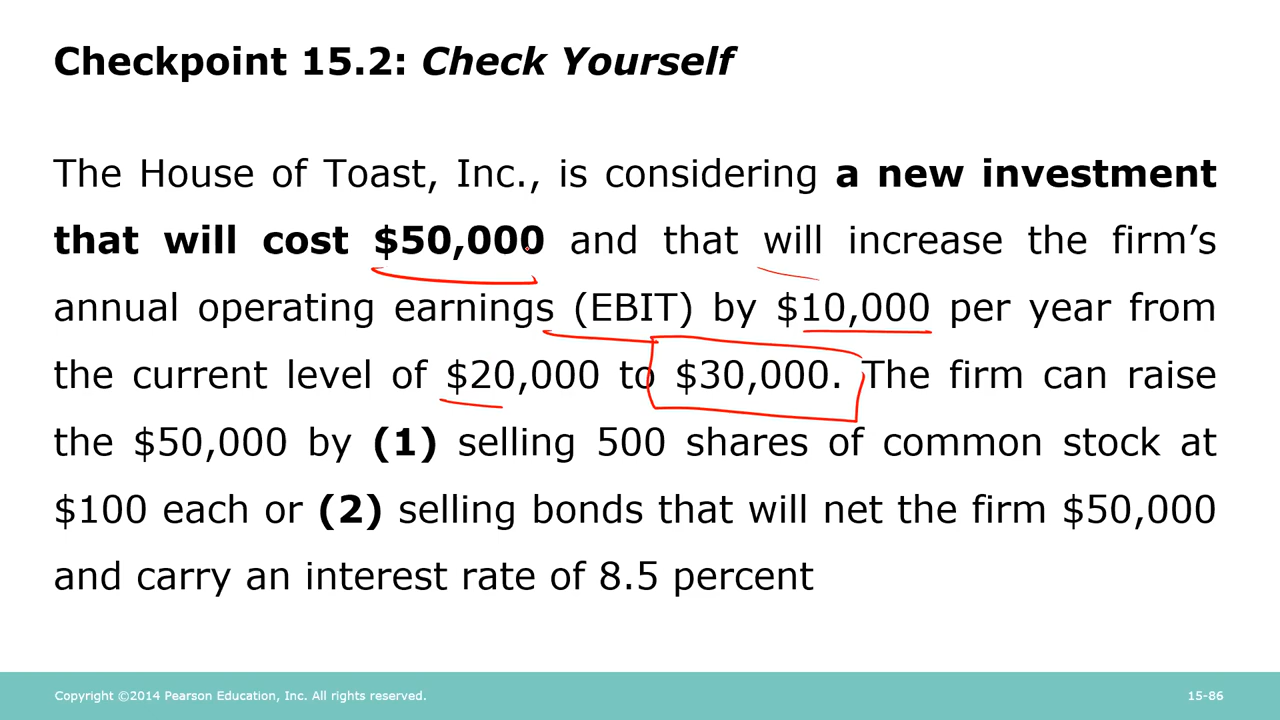 Checkpoint 15.2: Check Yourself
The House of Toast, Inc., is considering a new investment
that will cost $50,000 and that will increase the firm’s
annual operating earnings (EBIT) by $10,000 per year from
the current level of $20,000 to $30,000. The firm can raise
the $50,000 by (1) selling 500 shares of common stock at
$100 each or (2) selling bonds that will net the firm $50,000
and carry an interest rate of 8.5 percent
Copyright ©2014 Pearson Education, Inc. All rights reserved.
15-86